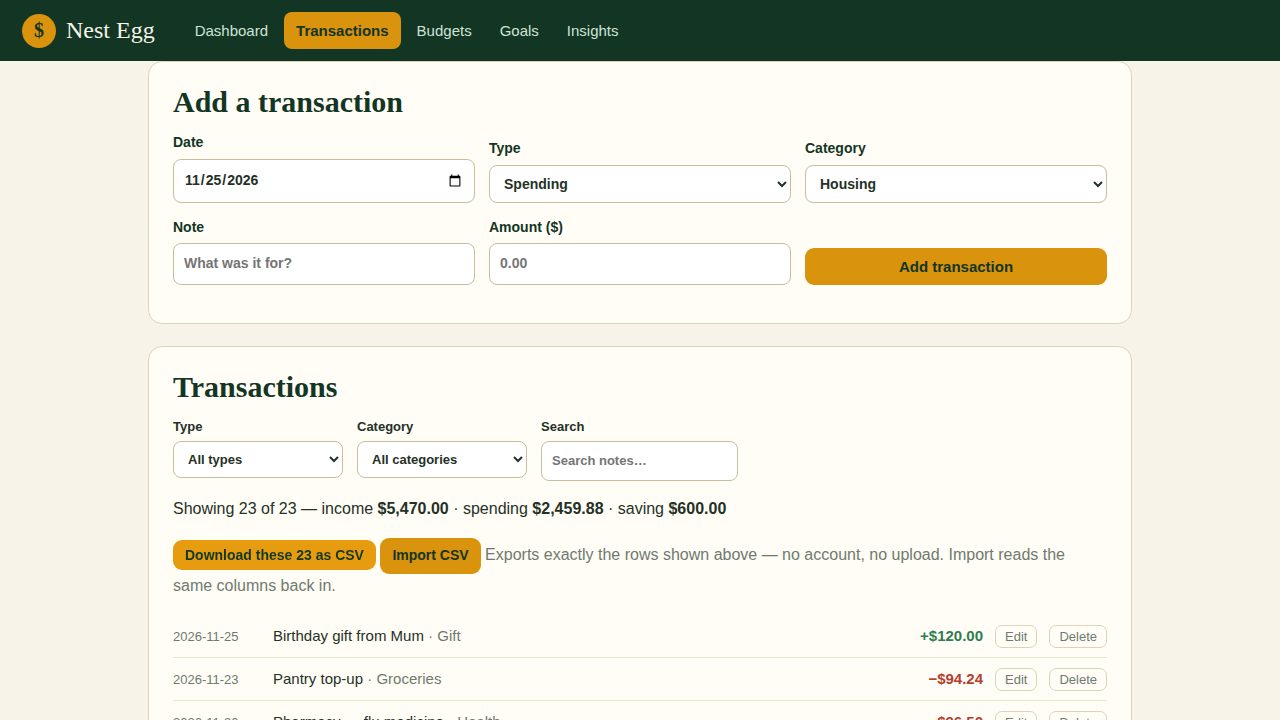 $ Nest Egg Dashboard Transactions Budgets Goals Insights
Add a transaction
Date Type Category
11/25/2026 Spending Housing
Note Amount ($)
What was it for? 0.00 Add transaction
Transactions
Type Category Search
All types All categories Search notes…
Showing 23 of 23 — income $5,470.00 · spending $2,459.88 · saving $600.00
Download these 23 as CSV Import CSV Exports exactly the rows shown above — no account, no upload. Import reads the
same columns back in.
2026-11-25 Birthday gift from Mum · Gift +$120.00 Edit Delete
2026-11-23 Pantry top-up · Groceries −$94.24 Edit Delete